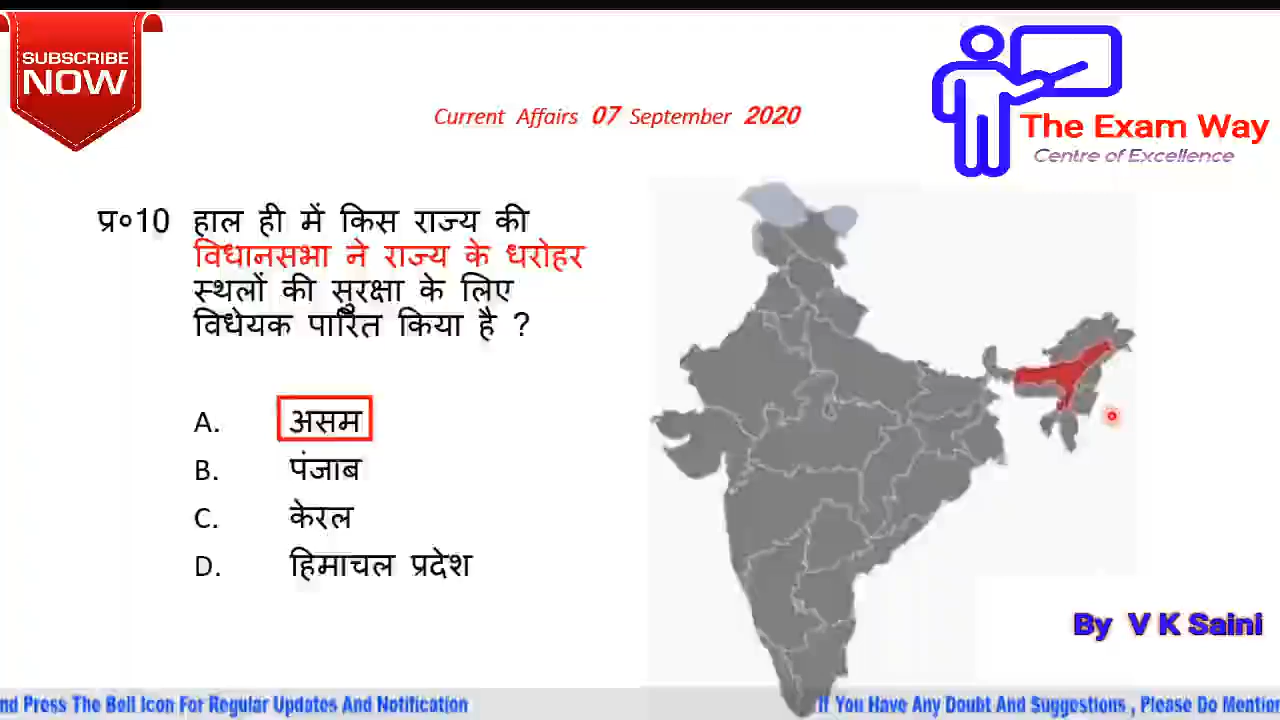 SUBSCRIBE
NOW
Current Affairs 07 September 2020
The Exam Way
Centre of Excellence
प्र०10 हाल ही में किस राज्य की
विधानसभा ने राज्य के धरोहर
स्थलों की सुरक्षा के लिए
विधेयक पारित किया है ?
A. असम
B. पंजाब
C. केरल
D. हिमाचल प्रदेश
By V K Saini
nd Press The Bell Icon For Regular Updates And Notification
If You Have Any Doubt And Suggestions , Please Do Mention